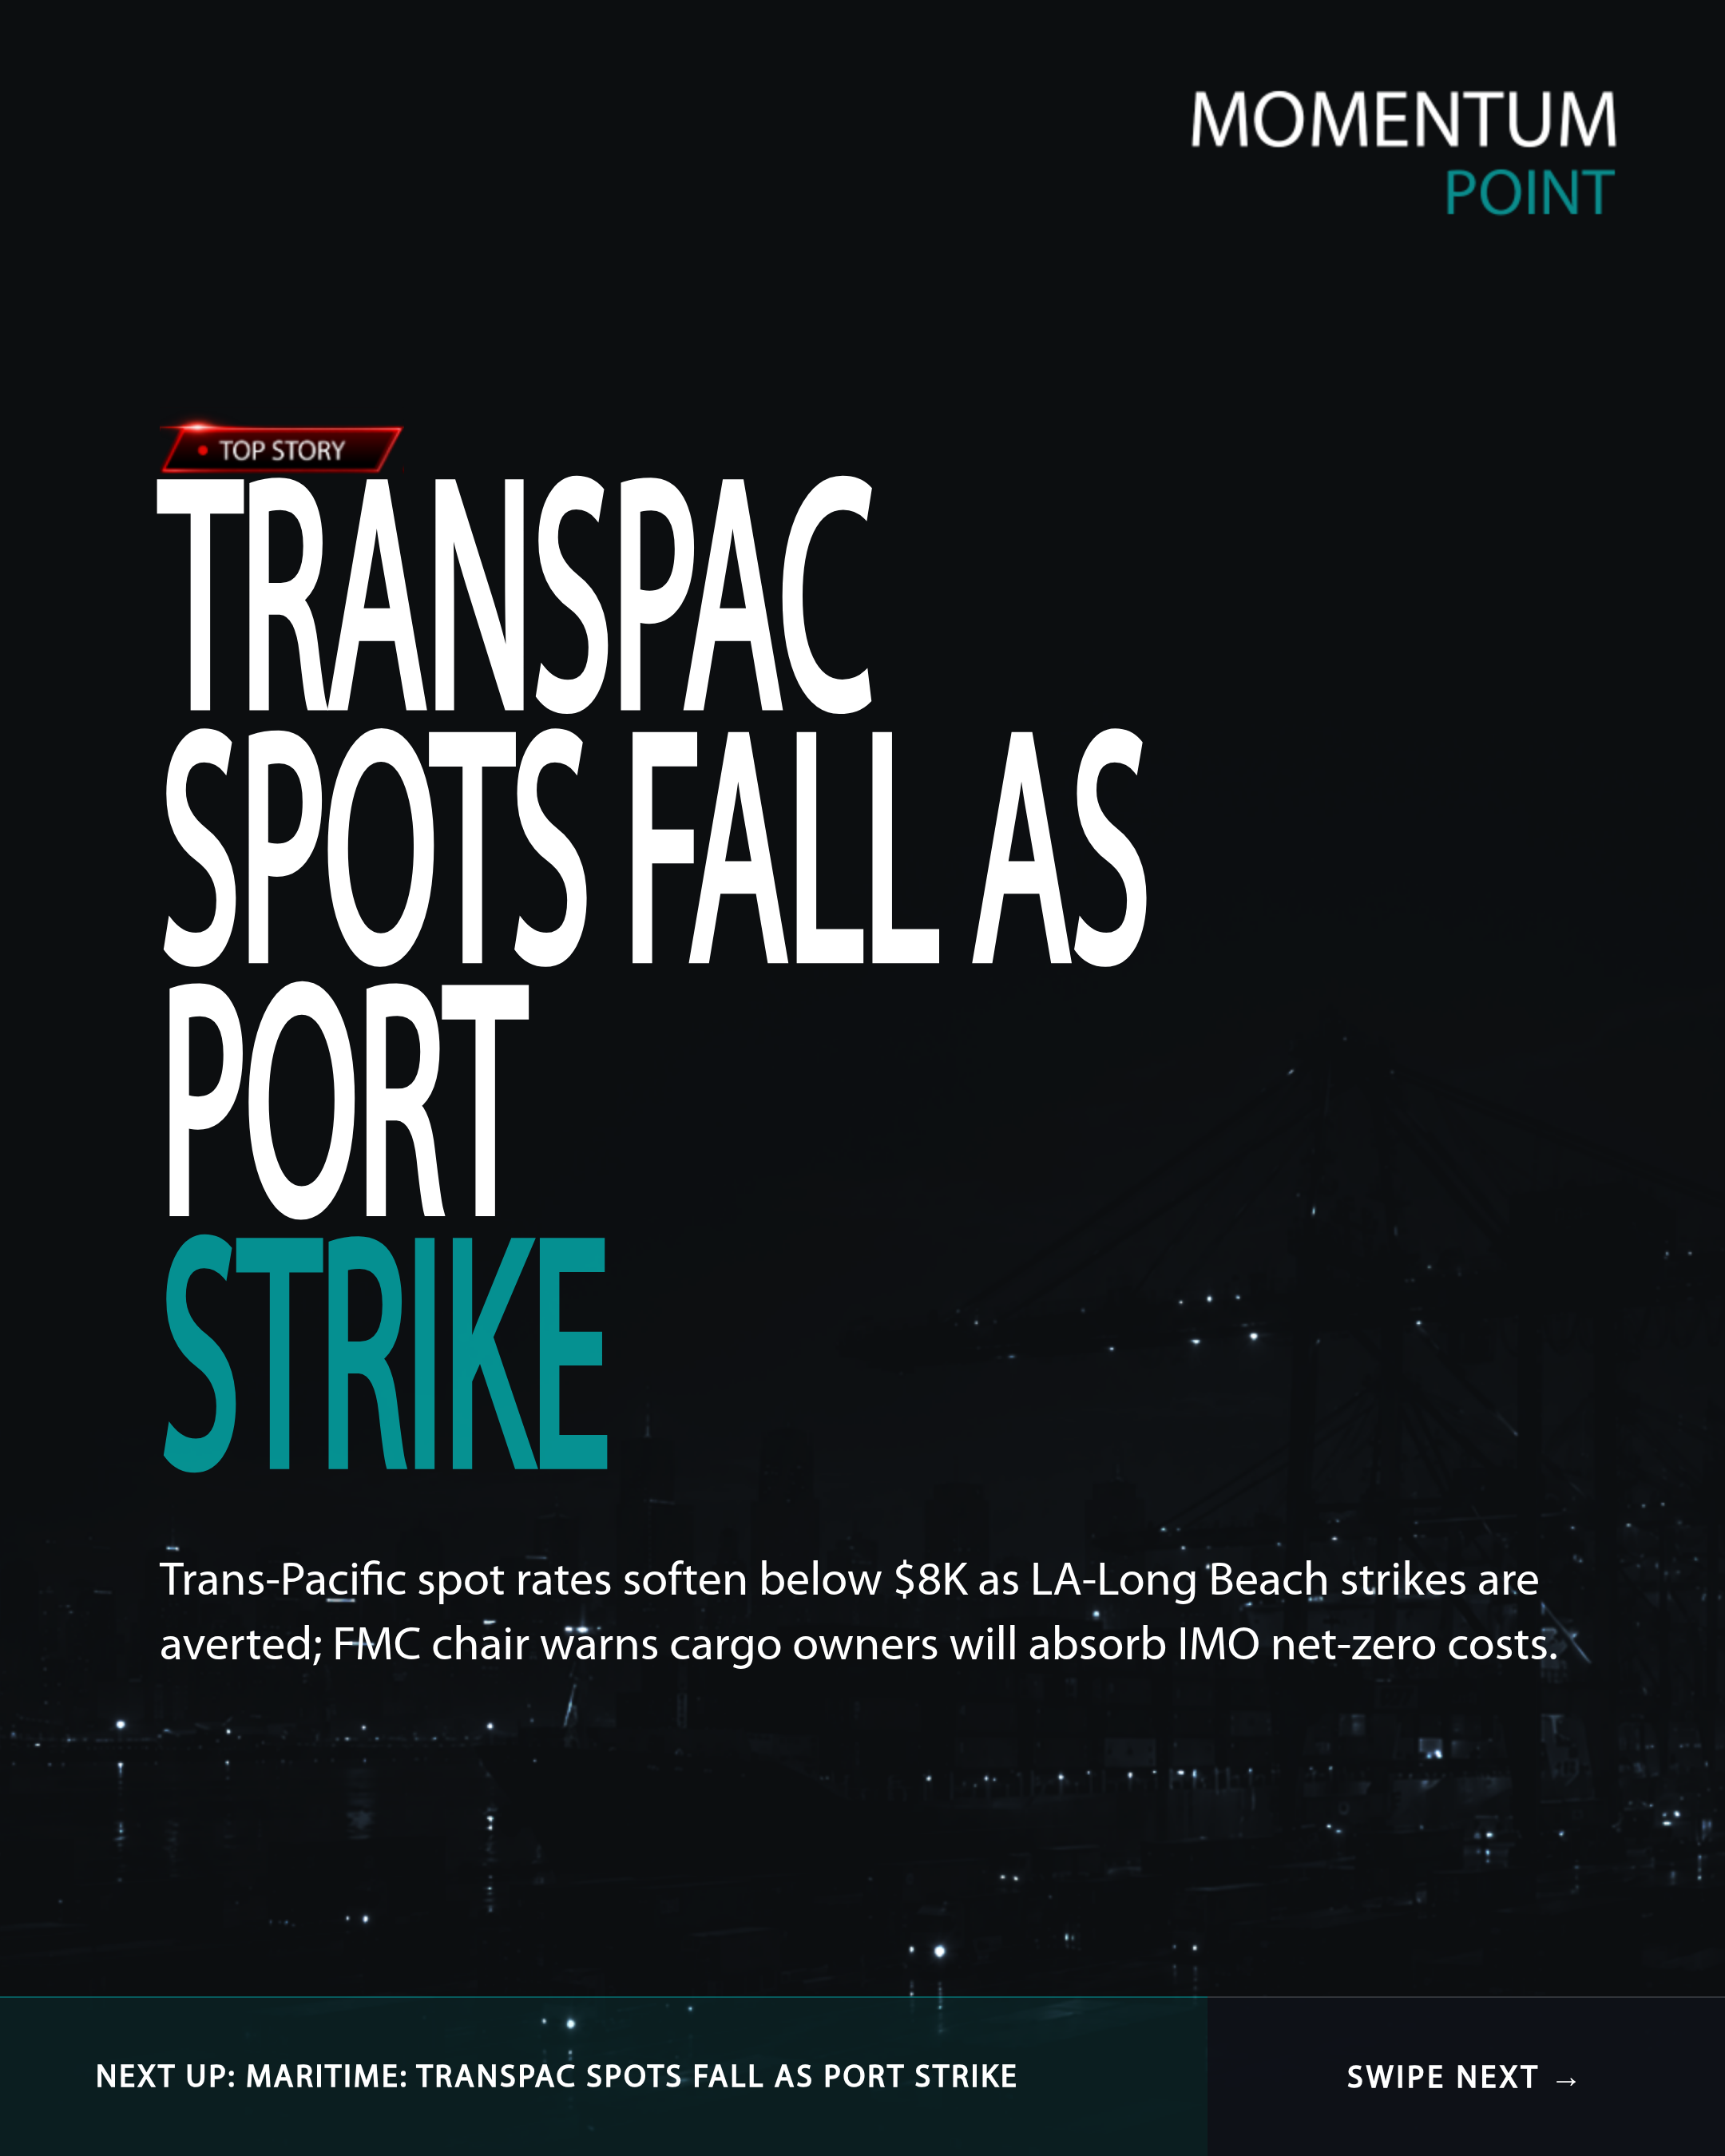 MOMENTUM
POINT
TOP STORY
TRANSPAC
SPOTS FALL AS
PORT
STRIKE
Trans-Pacific spot rates soften below $8K as LA-Long Beach strikes are
averted; FMC chair warns cargo owners will absorb IMO net-zero costs.
NEXT UP: MARITIME: TRANSPAC SPOTS FALL AS PORT STRIKE
SWIPE NEXT →